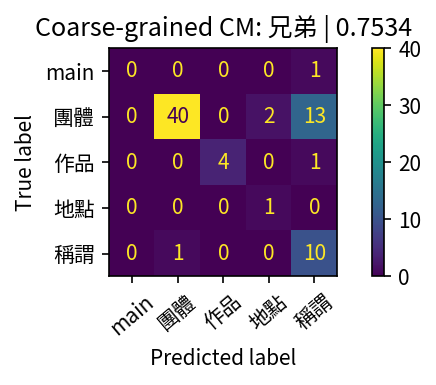 Coarse-grained CM: 兄弟 | 0.7534
True label
main 0 0 0 0 1
團體 0 40 0 2 13
作品 0 0 4 0 1
地點 0 0 0 1 0
稱謂 0 1 0 0 10
main 團體 作品 地點 稱謂
Predicted label
40
30
20
10
0